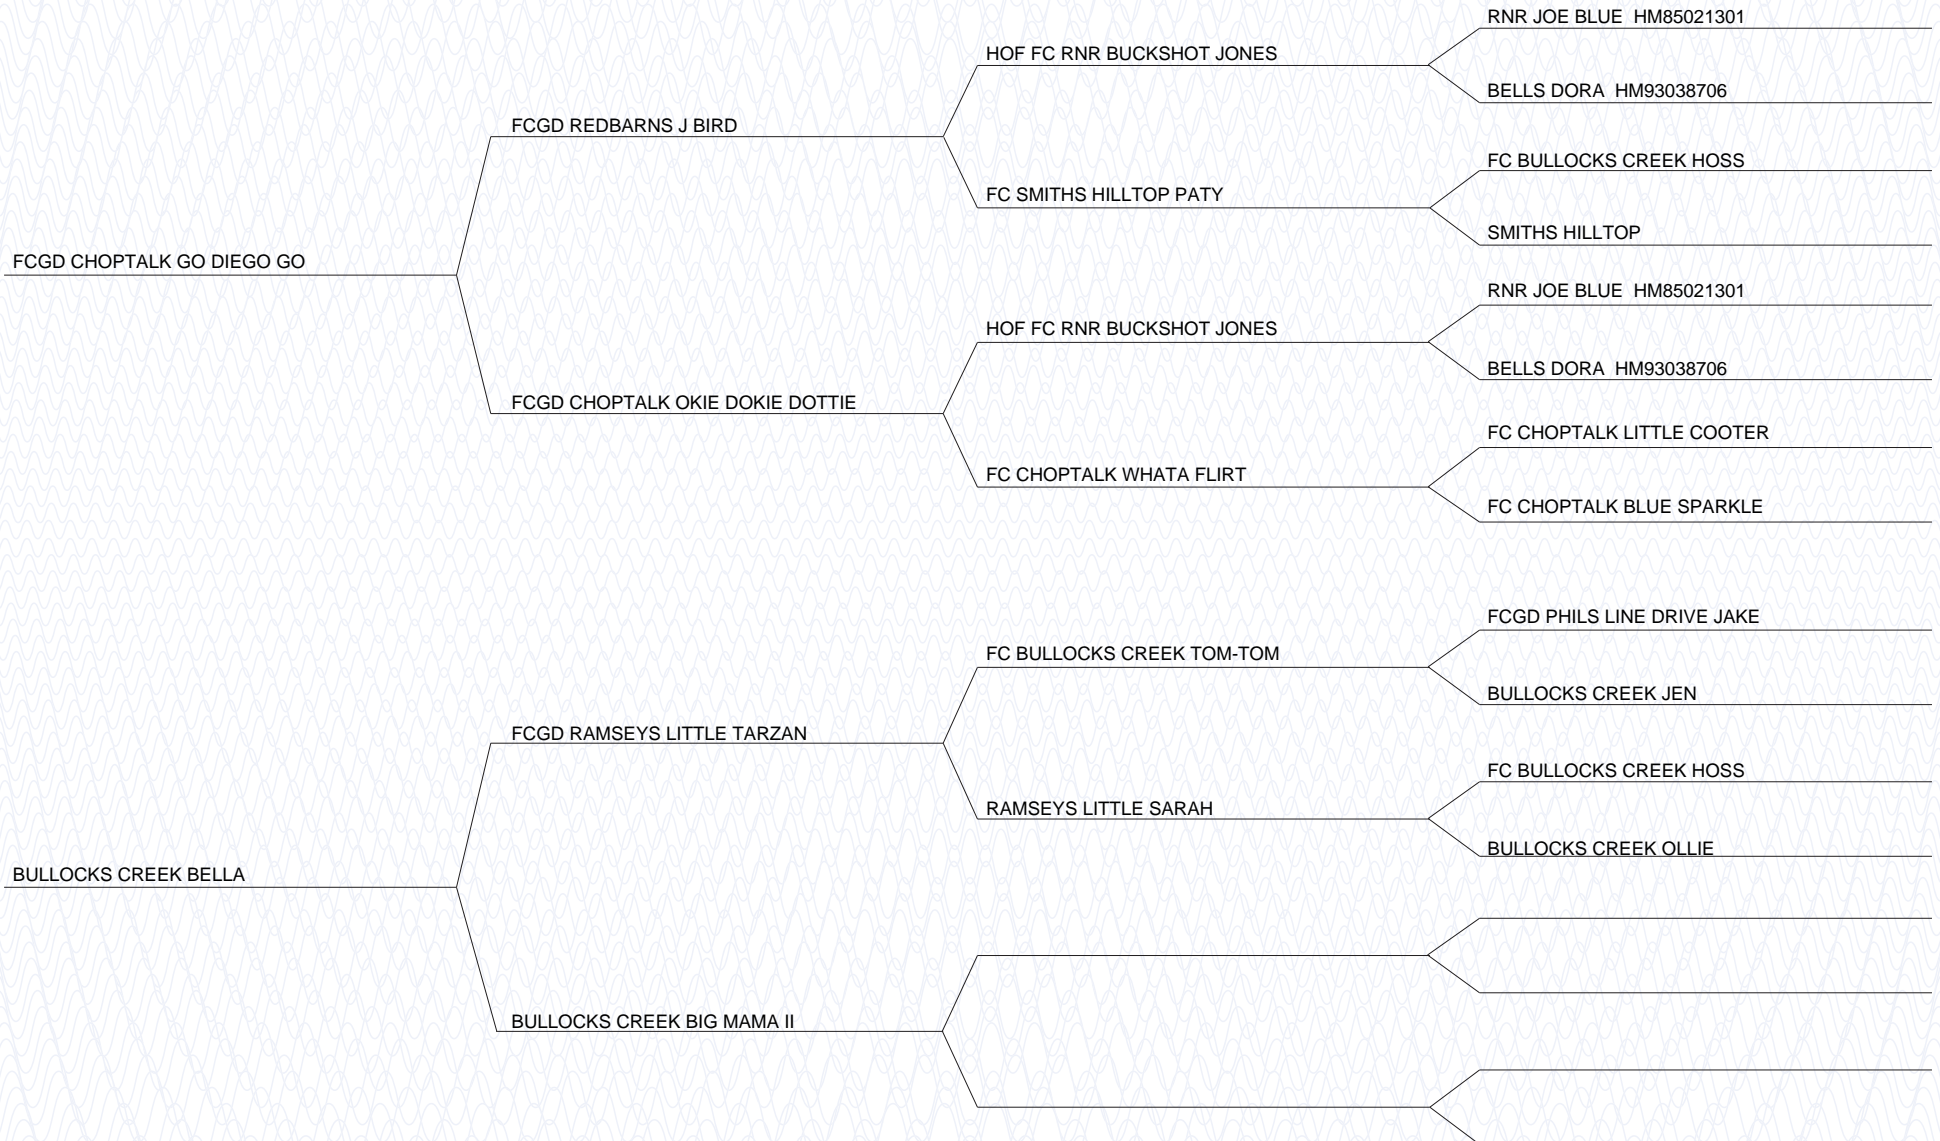 RNR JOE BLUE  HM85021301
HOF FC RNR BUCKSHOT JONES
BELLS DORA  HM93038706
FCGD REDBARNS J BIRD
FC BULLOCKS CREEK HOSS
FC SMITHS HILLTOP PATY
SMITHS HILLTOP
FCGD CHOPTALK GO DIEGO GO
RNR JOE BLUE  HM85021301
HOF FC RNR BUCKSHOT JONES
BELLS DORA  HM93038706
FCGD CHOPTALK OKIE DOKIE DOTTIE
FC CHOPTALK LITTLE COOTER
FC CHOPTALK WHATA FLIRT
FC CHOPTALK BLUE SPARKLE
FCGD PHILS LINE DRIVE JAKE
FC BULLOCKS CREEK TOM-TOM
BULLOCKS CREEK JEN
FCGD RAMSEYS LITTLE TARZAN
FC BULLOCKS CREEK HOSS
RAMSEYS LITTLE SARAH
BULLOCKS CREEK OLLIE
BULLOCKS CREEK BELLA
BULLOCKS CREEK BIG MAMA II